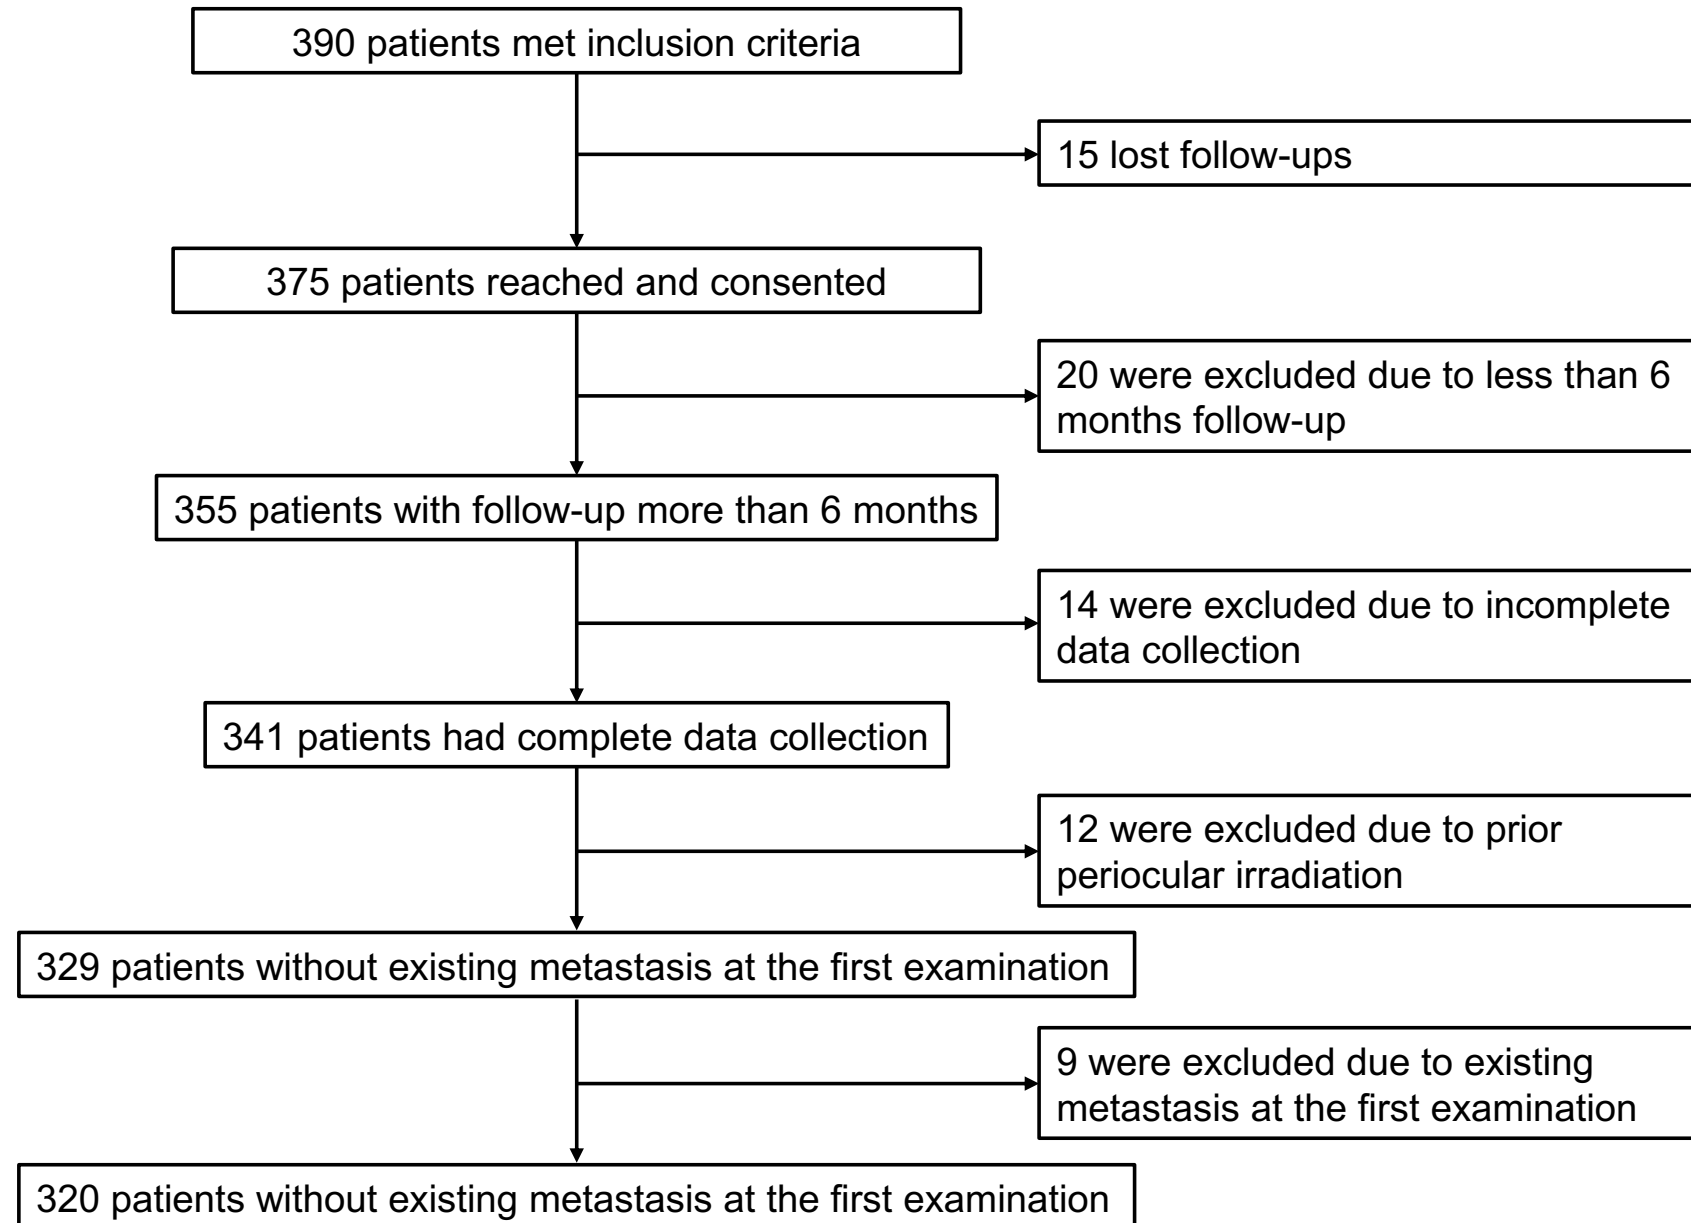 390 patients met inclusion criteria
15 lost follow-ups
375 patients reached and consented
20 were excluded due to less than 6
months follow-up
355 patients with follow-up more than 6 months
14 were excluded due to incomplete
data collection
341 patients had complete data collection
12 were excluded due to prior
periocular irradiation
329 patients without existing metastasis at the first examination
9 were excluded due to existing
metastasis at the first examination
320 patients without existing metastasis at the first examination